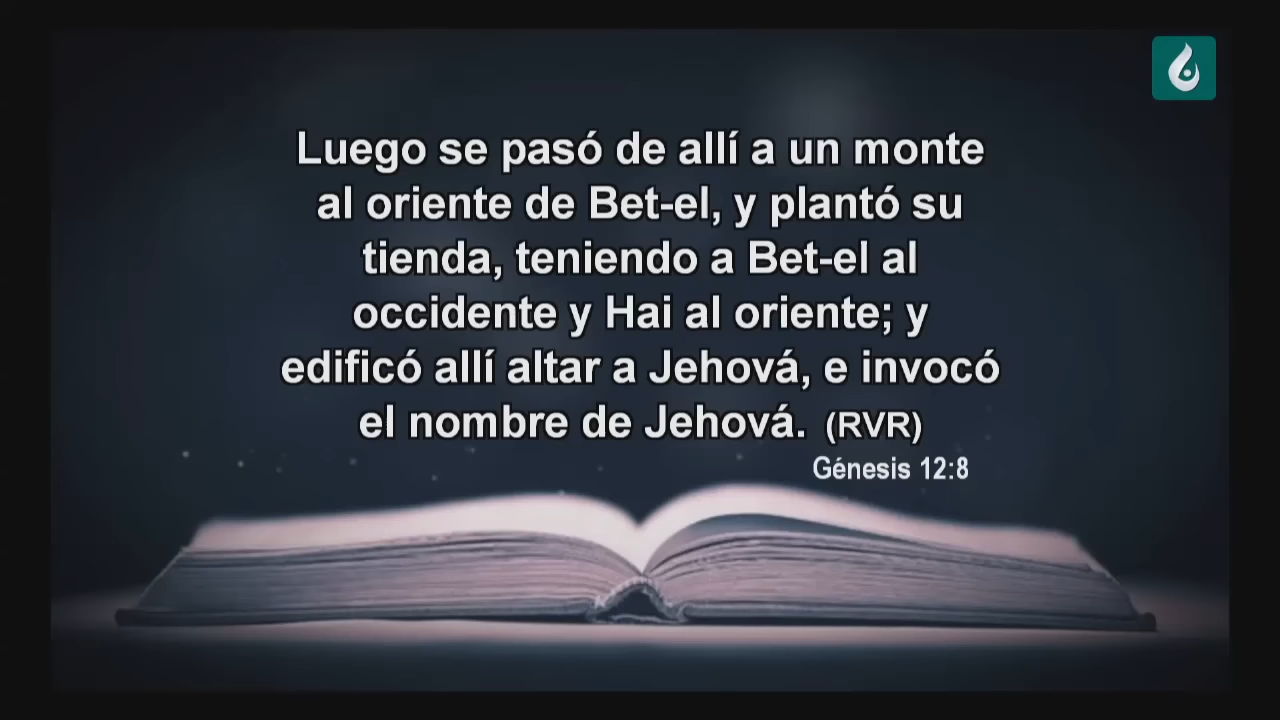 Luego se pasó de allí a un monte
al oriente de Bet-el, y plantó su
tienda, teniendo a Bet-el al
occidente y Hai al oriente; y
edificó allí altar a Jehová, e invocó
el nombre de Jehová. (RVR)
Génesis 12:8